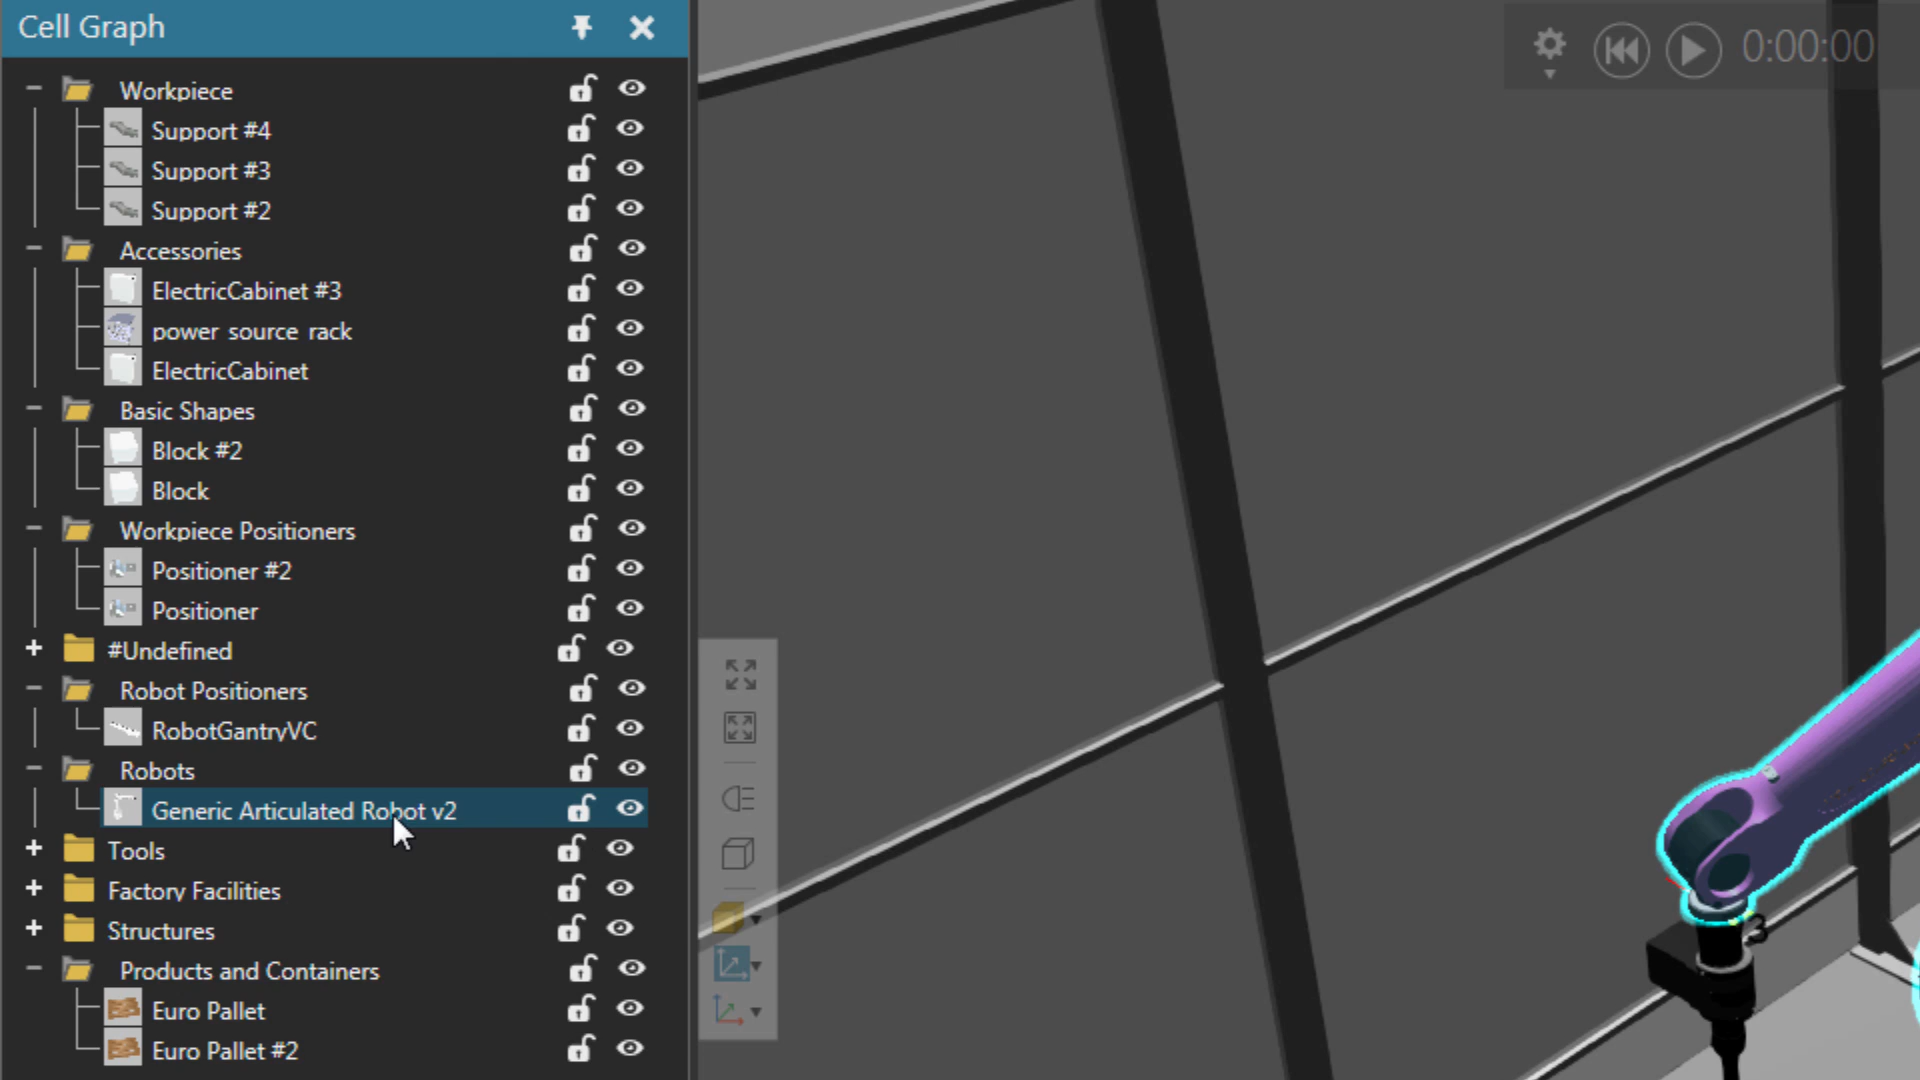 Cell Graph
0:00:00
Workpiece
Support #4
Support #3
Support #2
Accessories
ElectricCabinet #3
power source rack
ElectricCabinet
Basic Shapes
Block #2
Block
Workpiece Positioners
Positioner #2
Positioner
#Undefined
Robot Positioners
RobotGantryVC
Robots
Generic Articulated Robot v2
Tools
Factory Facilities
Structures
Products and Containers
Euro Pallet
Euro Pallet #2